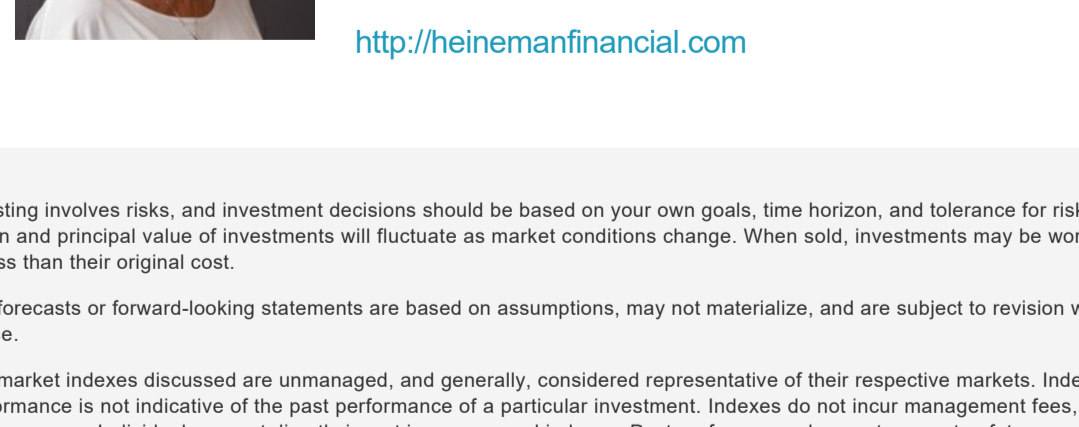 http://heinemanfinancial.com
sting involves risks, and investment decisions should be based on your own goals, time horizon, and tolerance for risk
n and principal value of investments will fluctuate as market conditions change. When sold, investments may be wor
ss than their original cost.
forecasts or forward-looking statements are based on assumptions, may not materialize, and are subject to revision w
e.
market indexes discussed are unmanaged, and generally, considered representative of their respective markets. Inde
ormance is not indicative of the past performance of a particular investment. Indexes do not incur management fees,